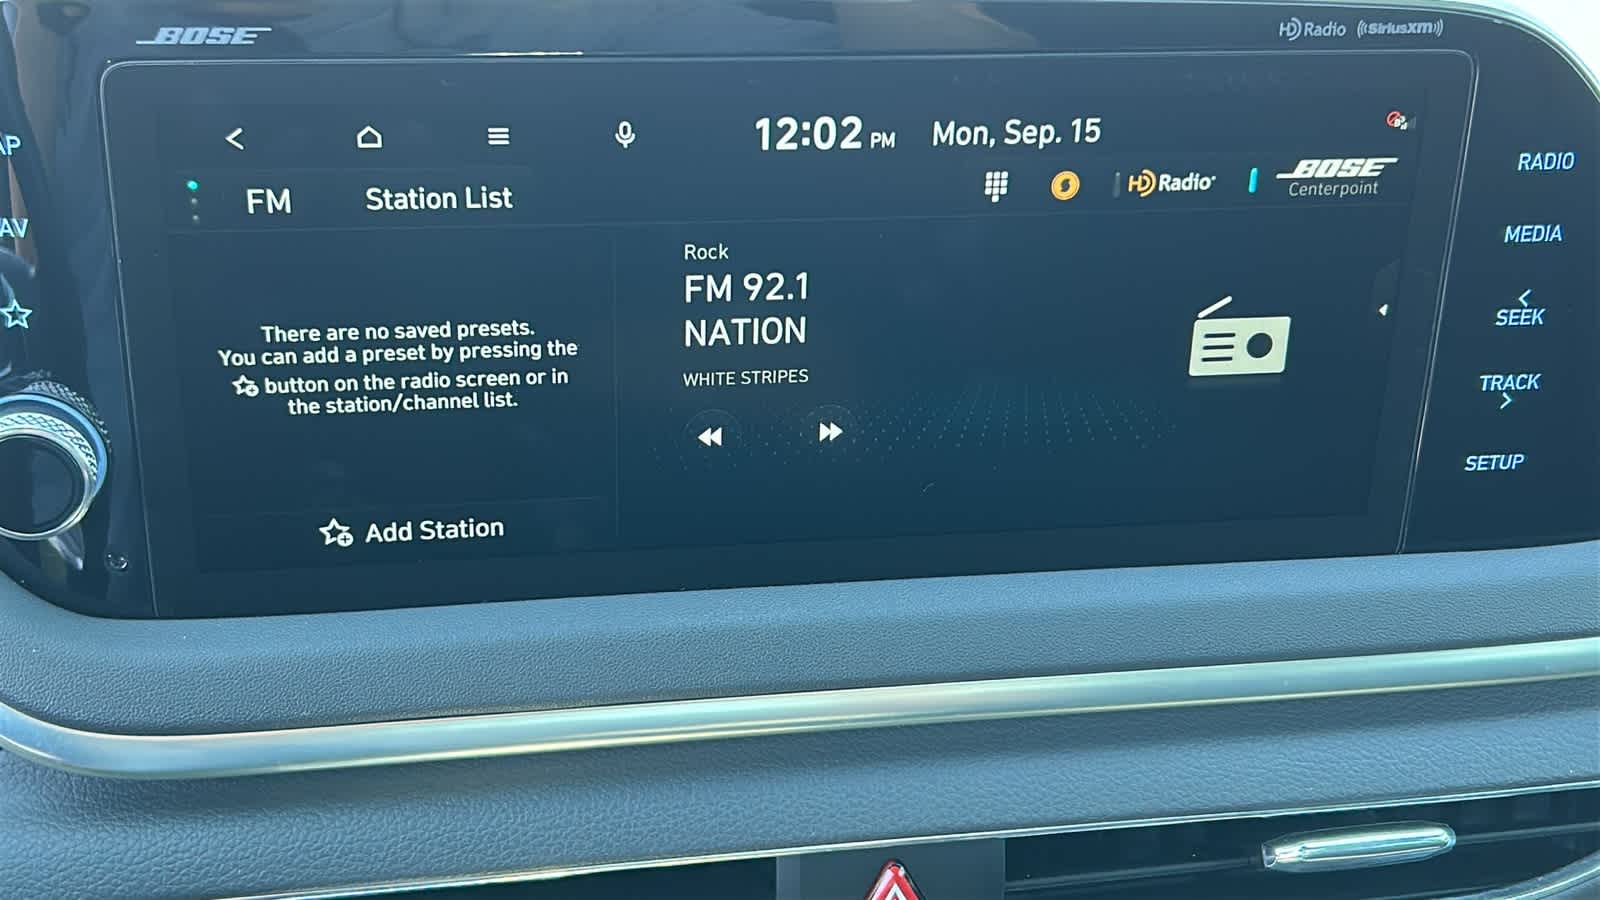 BOSE
HD Radio SiriusXM
12:02 PM Mon, Sep. 15
FM Station List
HD Radio
BOSE
Centerpoint
There are no saved presets.
You can add a preset by pressing the
button on the radio screen or in
the station/channel list.
Add Station
Rock
FM 92.1
NATION
WHITE STRIPES
AP
AV
RADIO
MEDIA
SEEK
TRACK
SETUP